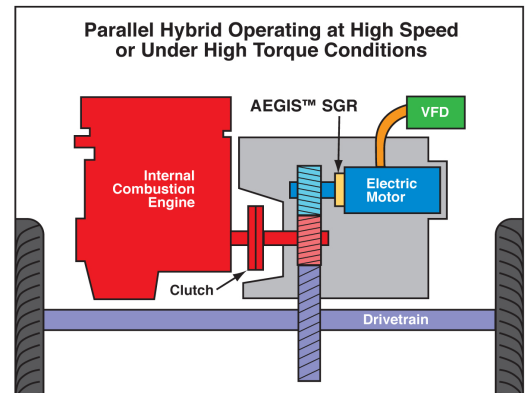 Parallel Hybrid Operating at High Speed
or Under High Torque Conditions
AEGIS™ SGR
VFD
Internal
Combustion
Engine
Electric
Motor
Clutch
Drivetrain